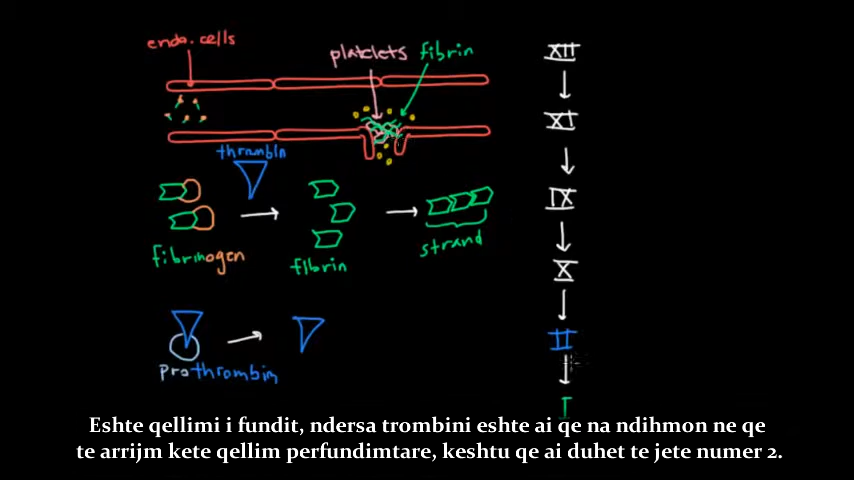 endo. cells
platelets
fibrin
XII
XI
thrombin
IX
fibrinogen
fibrin
strand
X
II
prothrombin
I
Eshte qellimi i fundit, ndersa trombini eshte ai qe na ndihmon ne qe
te arrijm kete qellim perfundimtare, keshtu qe ai duhet te jete numer 2.